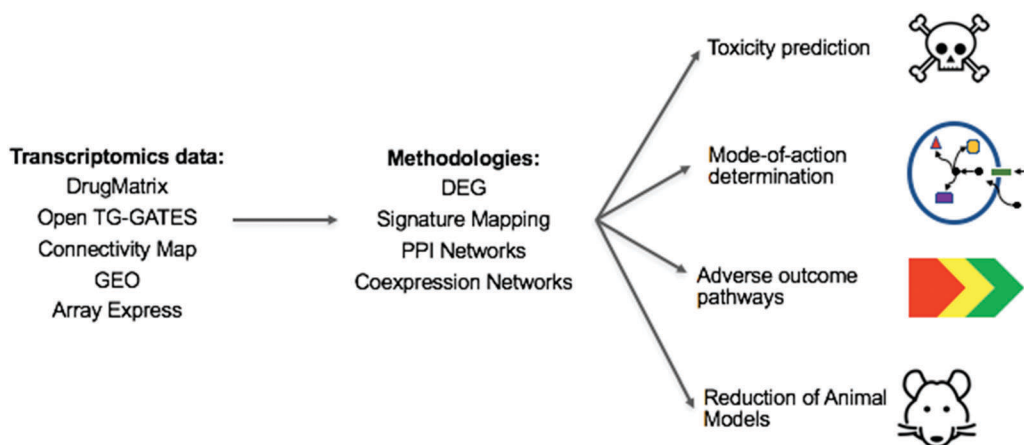 Transcriptomics data:
DrugMatrix
Open TG-GATES
Connectivity Map
GEO
Array Express
Methodologies:
DEG
Signature Mapping
PPI Networks
Coexpression Networks
Toxicity prediction
Mode-of-action
determination
Adverse outcome
pathways
Reduction of Animal
Models